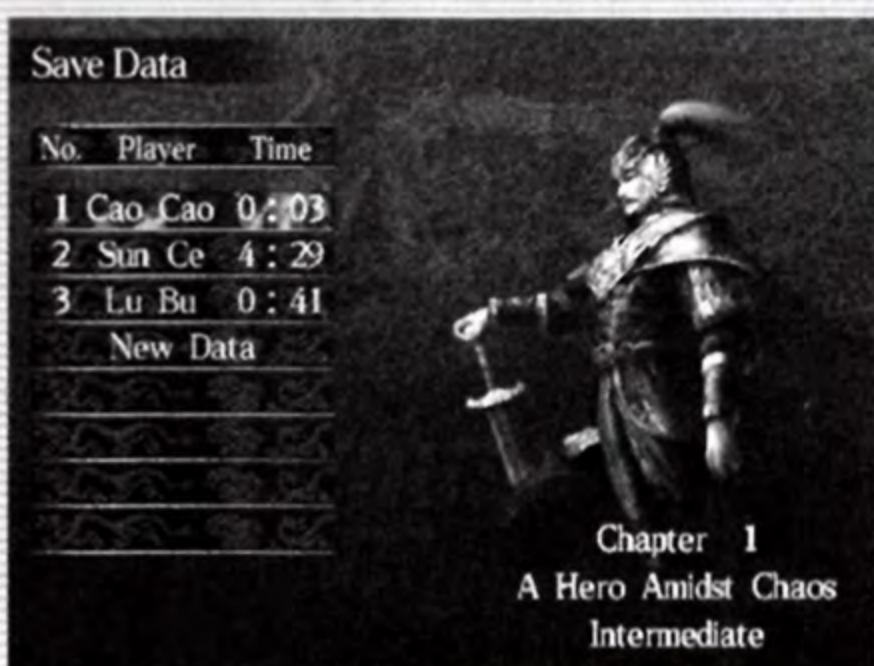 Save Data
No. Player Time
1 Cao Cao 0 : 03
2 Sun Ce 4 : 29
3 Lu Bu 0 : 41
New Data
Chapter 1
A Hero Amidst Chaos
Intermediate